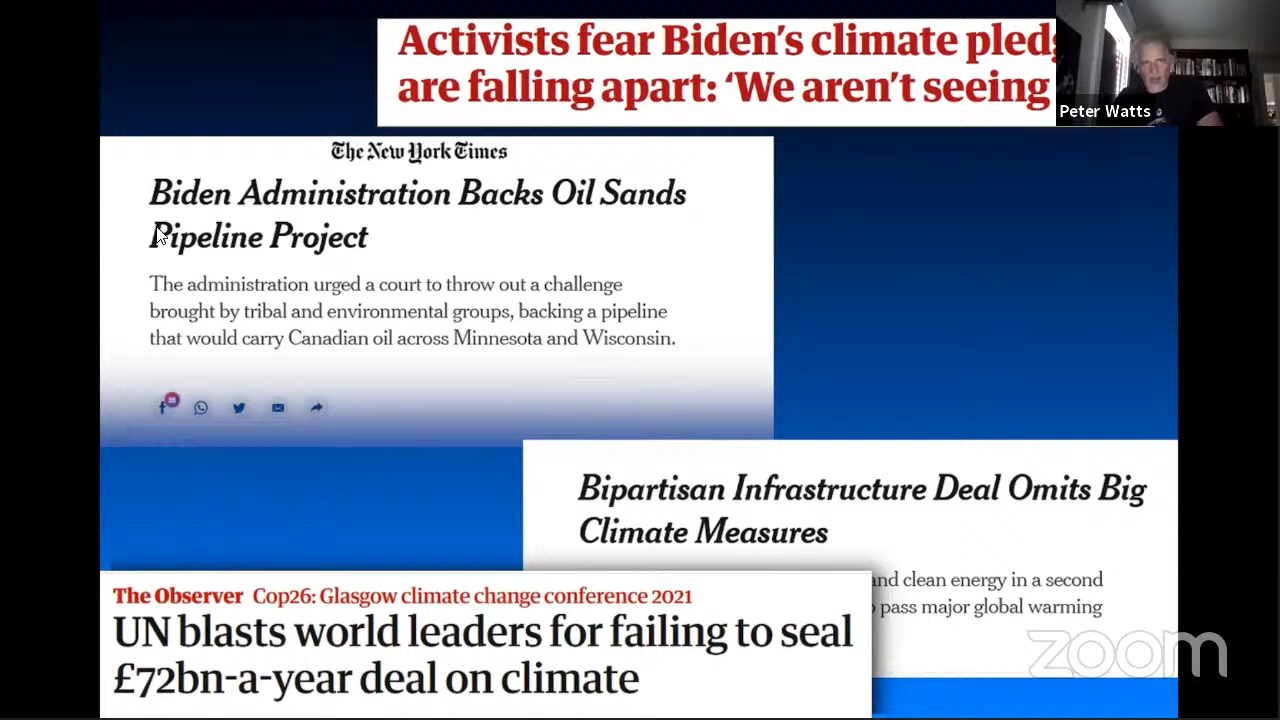 Activists fear Biden's climate
are falling apart: 'We aren't seeing
Peter Watts
The New York Times
Biden Administration Backs Oil Sands
Pipeline Project
The administration urged a court to throw out a challenge
brought by tribal and environmental groups, backing a pipeline
that would carry Canadian oil across Minnesota and Wisconsin.
Bipartisan Infrastructure Deal Omits Big
Climate Measures
and clean energy in a second
pass major global warming
The Observer Cop26: Glasgow climate change conference 2021
UN blasts world leaders for failing to seal
£72bn-a-year deal on climate
zoom